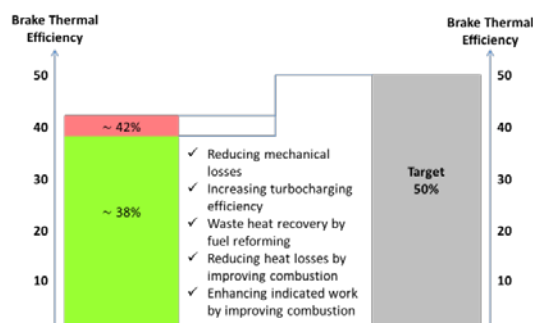 Brake Thermal
Efficiency
50
40
30
20
10
~ 42%
~ 38%
✓ Reducing mechanical
losses
✓ Increasing turbocharging
efficiency
✓ Waste heat recovery by
fuel reforming
✓ Reducing heat losses by
improving combustion
✓ Enhancing indicated work
by improving combustion
Target
50%
Brake Thermal
Efficiency
50
40
30
20
10